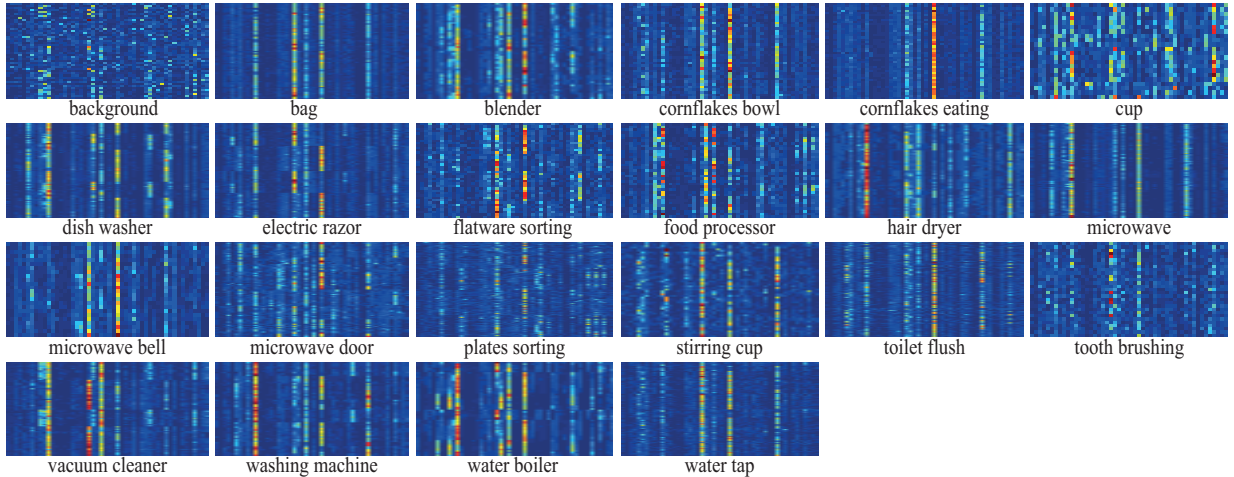 background bag blender cornflakes bowl cornflakes eating cup
dish washer electric razor flatware sorting food processor hair dryer microwave
microwave bell microwave door plates sorting stirring cup toilet flush tooth brushing
vacuum cleaner washing machine water boiler water tap